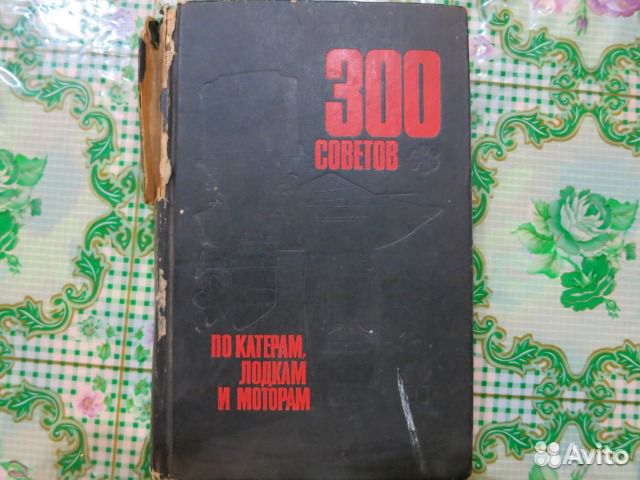 300
СОВЕТОВ
ПО КАТЕРАМ,
ЛОДКАМ
И МОТОРАМ
Avito